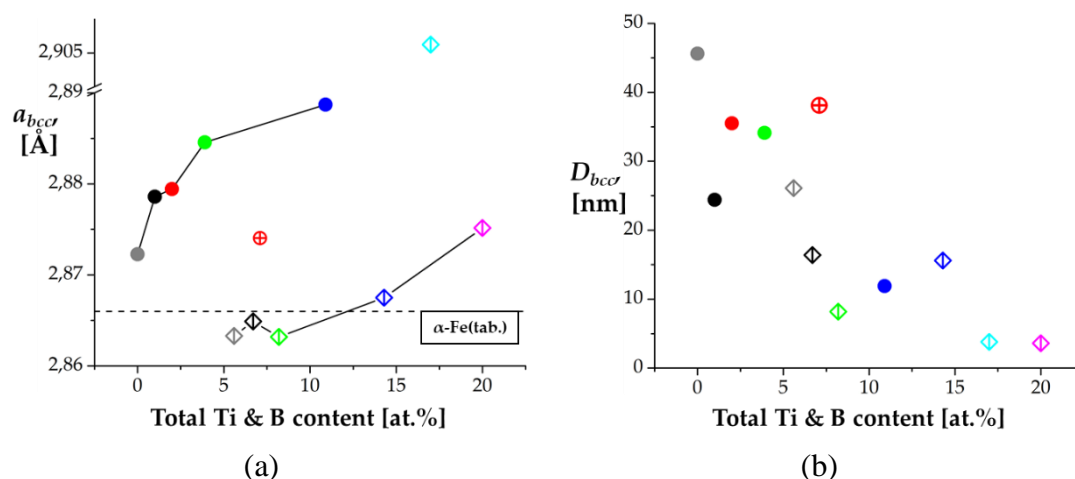 2,905
2,89
a_bcc,
[Å]
2,88
2,87
2,86
α-Fe(tab.)
0 5 10 15 20
Total Ti & B content [at.%]
(a)
50
40
30
20
10
0
D_bcc,
[nm]
0 5 10 15 20
Total Ti & B content [at.%]
(b)